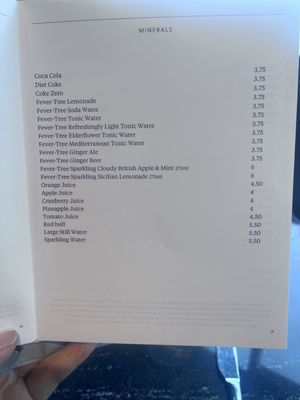 MINERALS
Coca Cola 3.75
Diet Coke 3.75
Coke Zero 3.75
Fever-Tree Lemonade 3.75
Fever-Tree Soda Water 3.75
Fever-Tree Tonic Water 3.75
Fever-Tree Refreshingly Light Tonic Water 3.75
Fever-Tree Elderflower Tonic Water 3.75
Fever-Tree Mediterranean Tonic Water 3.75
Fever-Tree Ginger Ale 3.75
Fever-Tree Ginger Beer 3.75
Fever-Tree Sparkling Cloudy British Apple & Mint 275ml 6
Fever-Tree Sparkling Sicilian Lemonade 275ml 6
Orange Juice 4.50
Apple Juice 4
Cranberry Juice 4
Pineapple Juice 4
Tomato Juice 4.50
Red bull 5.50
Large Still Water 5.50
Sparkling Water 5.50